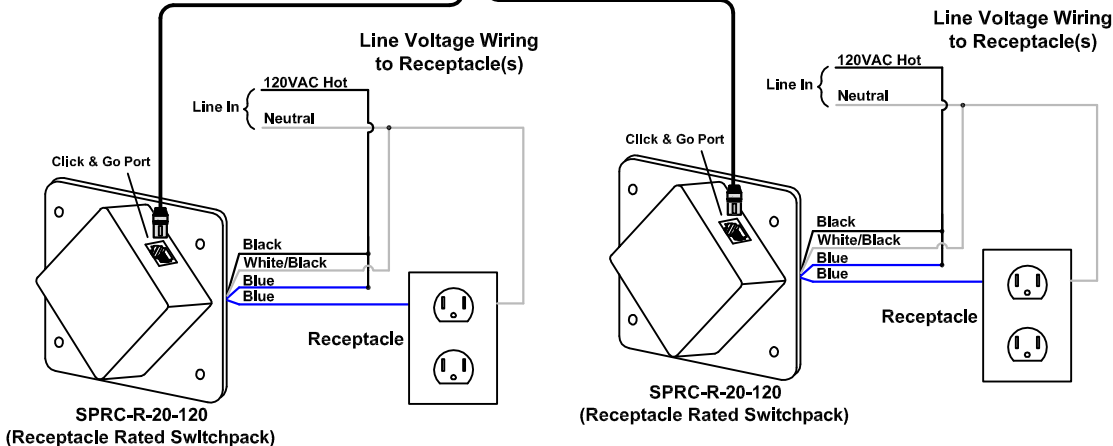 Line Voltage Wiring
to Receptacle(s)
120VAC Hot
Line In
Neutral
Click & Go Port
Black
White/Black
Blue
Blue
Receptacle
SPRC-R-20-120
(Receptacle Rated Switchpack)
Line Voltage Wiring
to Receptacle(s)
120VAC Hot
Line In
Neutral
Click & Go Port
Black
White/Black
Blue
Blue
Receptacle
SPRC-R-20-120
(Receptacle Rated Switchpack)